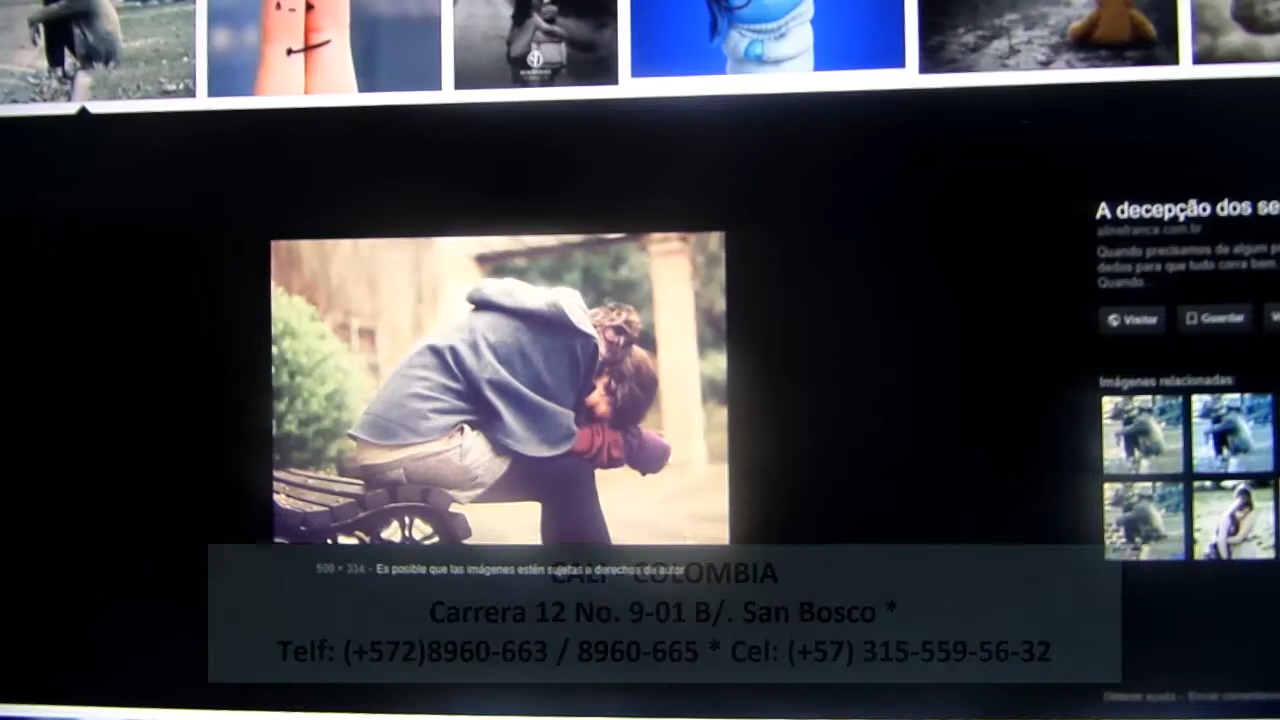 A decepção dos se
alinefranca.com.br
Quando precisamos de algum p
dedos para que tudo corra bem
Quando...
Visitar
Guardar
Imágenes relacionadas
500 × 334 - Es posible que las imágenes estén sujetas a derechos de autor
CALI - COLOMBIA
Carrera 12 No. 9-01 B/. San Bosco *
Telf: (+572)8960-663 / 8960-665 * Cel: (+57) 315-559-56-32